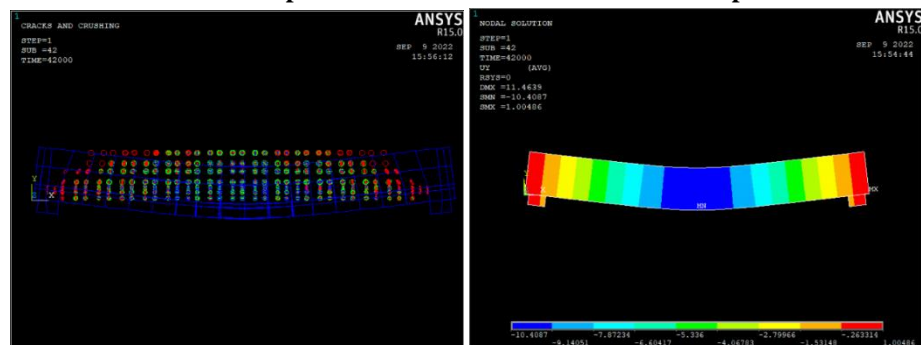 1
CRACKS AND CRUSHING
STEP=1
SUB =42
TIME=42000
ANSYS
R15.0
SEP 9 2022
15:56:12
Y
X
1
NODAL SOLUTION
STEP=1
SUB =42
TIME=42000
UY (AVG)
RSYS=0
DMX =11.4639
SMN =-10.4087
SMX =1.00486
ANSYS
R15.0
SEP 9 2022
15:54:44
MX
MN
-10.4087 -7.87234 -5.336 -2.79966 -.263314
-9.14051 -6.60417 -4.06783 -1.53148 1.00486